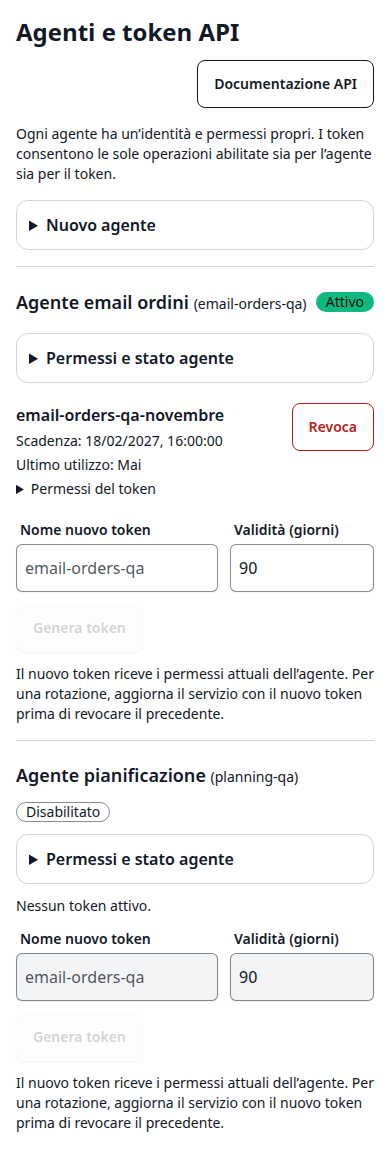 Agenti e token API
Documentazione API
Ogni agente ha un’identità e permessi propri. I token
consentono le sole operazioni abilitate sia per l’agente
sia per il token.
Nuovo agente
Agente email ordini (email-orders-qa) Attivo
Permessi e stato agente
email-orders-qa-novembre
Revoca
Scadenza: 18/02/2027, 16:00:00
Ultimo utilizzo: Mai
Permessi del token
Nome nuovo token Validità (giorni)
email-orders-qa 90
Genera token
Il nuovo token riceve i permessi attuali dell’agente. Per
una rotazione, aggiorna il servizio con il nuovo token
prima di revocare il precedente.
Agente pianificazione (planning-qa)
Disabilitato
Permessi e stato agente
Nessun token attivo.
Nome nuovo token Validità (giorni)
email-orders-qa 90
Genera token
Il nuovo token riceve i permessi attuali dell’agente. Per
una rotazione, aggiorna il servizio con il nuovo token
prima di revocare il precedente.